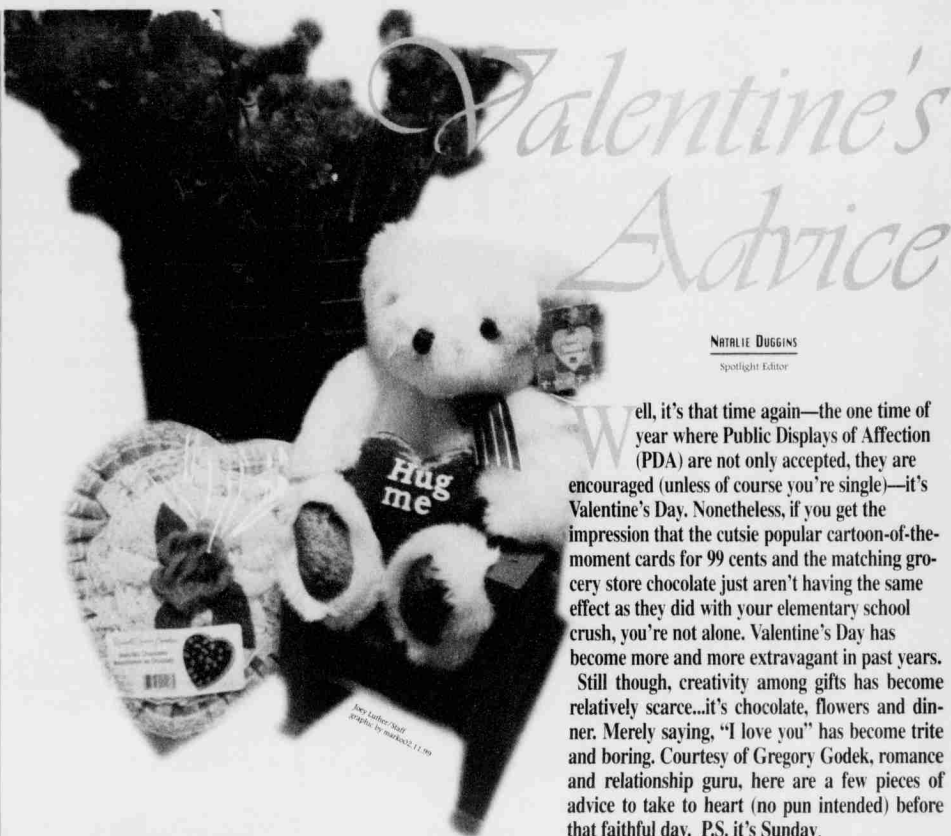 Valentine's
Advice
NATALIE DUGGINS
Spotlight Editor
Well, it's that time again—the one time of
year where Public Displays of Affection
(PDA) are not only accepted, they are
encouraged (unless of course you're single)—it's
Valentine's Day. Nonetheless, if you get the
impression that the cutsie popular cartoon-of-the-
moment cards for 99 cents and the matching gro-
cery store chocolate just aren't having the same
effect as they did with your elementary school
crush, you're not alone. Valentine's Day has
become more and more extravagant in past years.
Still though, creativity among gifts has become
relatively scarce...it's chocolate, flowers and din-
ner. Merely saying, "I love you" has become trite
and boring. Courtesy of Gregory Godek, romance
and relationship guru, here are a few pieces of
advice to take to heart (no pun intended) before
that faithful day. P.S. it's Sunday.
Hug
me
Joey Luther/Staff
graphic by marko02.11.99